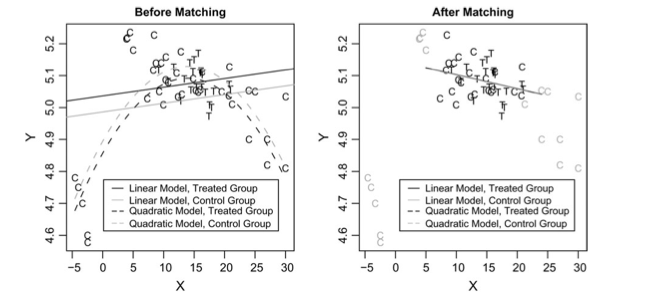 Before Matching
After Matching
Y
5.2
5.1
5.0
4.9
4.8
4.7
4.6
Linear Model, Treated Group
Linear Model, Control Group
Quadratic Model, Treated Group
Quadratic Model, Control Group
−5 0 5 10 15 20 25 30
X
Y
5.2
5.1
5.0
4.9
4.8
4.7
4.6
Linear Model, Treated Group
Linear Model, Control Group
Quadratic Model, Treated Group
Quadratic Model, Control Group
−5 0 5 10 15 20 25 30
X